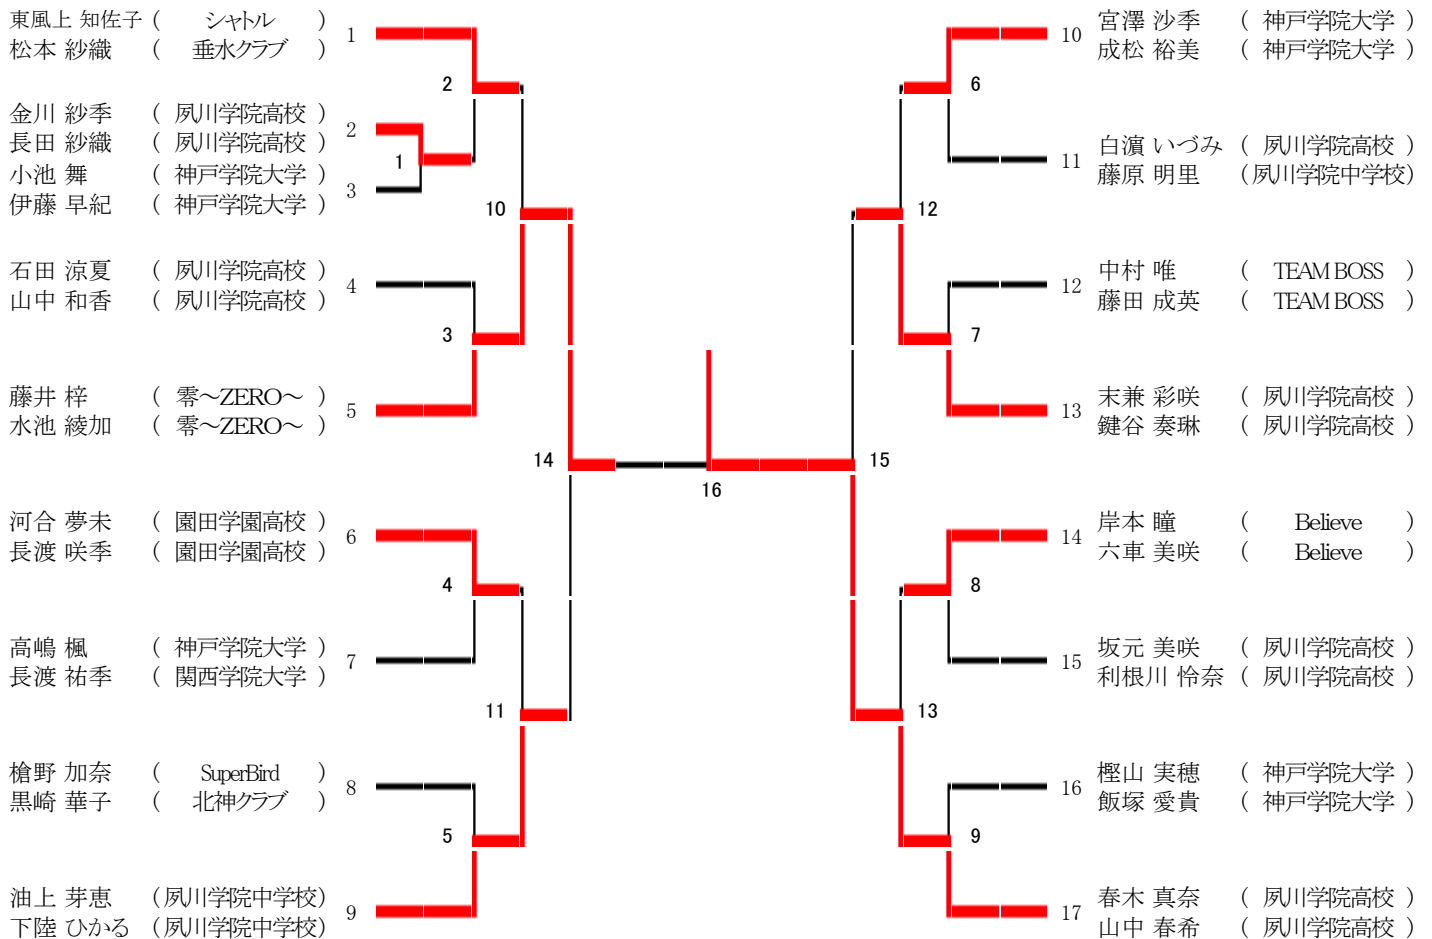 東風上 知佐子 ( シャトル ) 1
松本 紗織 ( 垂水クラブ )
2
金川 紗季 ( 夙川学院高校 ) 2
長田 紗織 ( 夙川学院高校 )
1
小池 舞 ( 神戸学院大学 ) 3
伊藤 早紀 ( 神戸学院大学 )
10
石田 涼夏 ( 夙川学院高校 ) 4
山中 和香 ( 夙川学院高校 )
3
藤井 梓 ( 零～ZERO～ ) 5
水池 綾加 ( 零～ZERO～ )
14
河合 夢未 ( 園田学園高校 ) 6
長渡 咲季 ( 園田学園高校 )
4
高嶋 楓 ( 神戸学院大学 ) 7
長渡 祐季 ( 関西学院大学 )
11
槍野 加奈 ( SuperBird ) 8
黒崎 華子 ( 北神クラブ )
5
油上 芽恵 (夙川学院中学校) 9
下陸 ひかる (夙川学院中学校)
16
10 宮澤 沙季 ( 神戸学院大学 )
成松 裕美 ( 神戸学院大学 )
6
11 白濵 いづみ ( 夙川学院高校 )
藤原 明里 (夙川学院中学校)
12
12 中村 唯 ( TEAM BOSS )
藤田 成英 ( TEAM BOSS )
7
13 末兼 彩咲 ( 夙川学院高校 )
鍵谷 奏琳 ( 夙川学院高校 )
15
14 岸本 瞳 ( Believe )
六車 美咲 ( Believe )
8
15 坂元 美咲 ( 夙川学院高校 )
利根川 怜奈 ( 夙川学院高校 )
13
16 樫山 実穂 ( 神戸学院大学 )
飯塚 愛貴 ( 神戸学院大学 )
9
17 春木 真奈 ( 夙川学院高校 )
山中 春希 ( 夙川学院高校 )